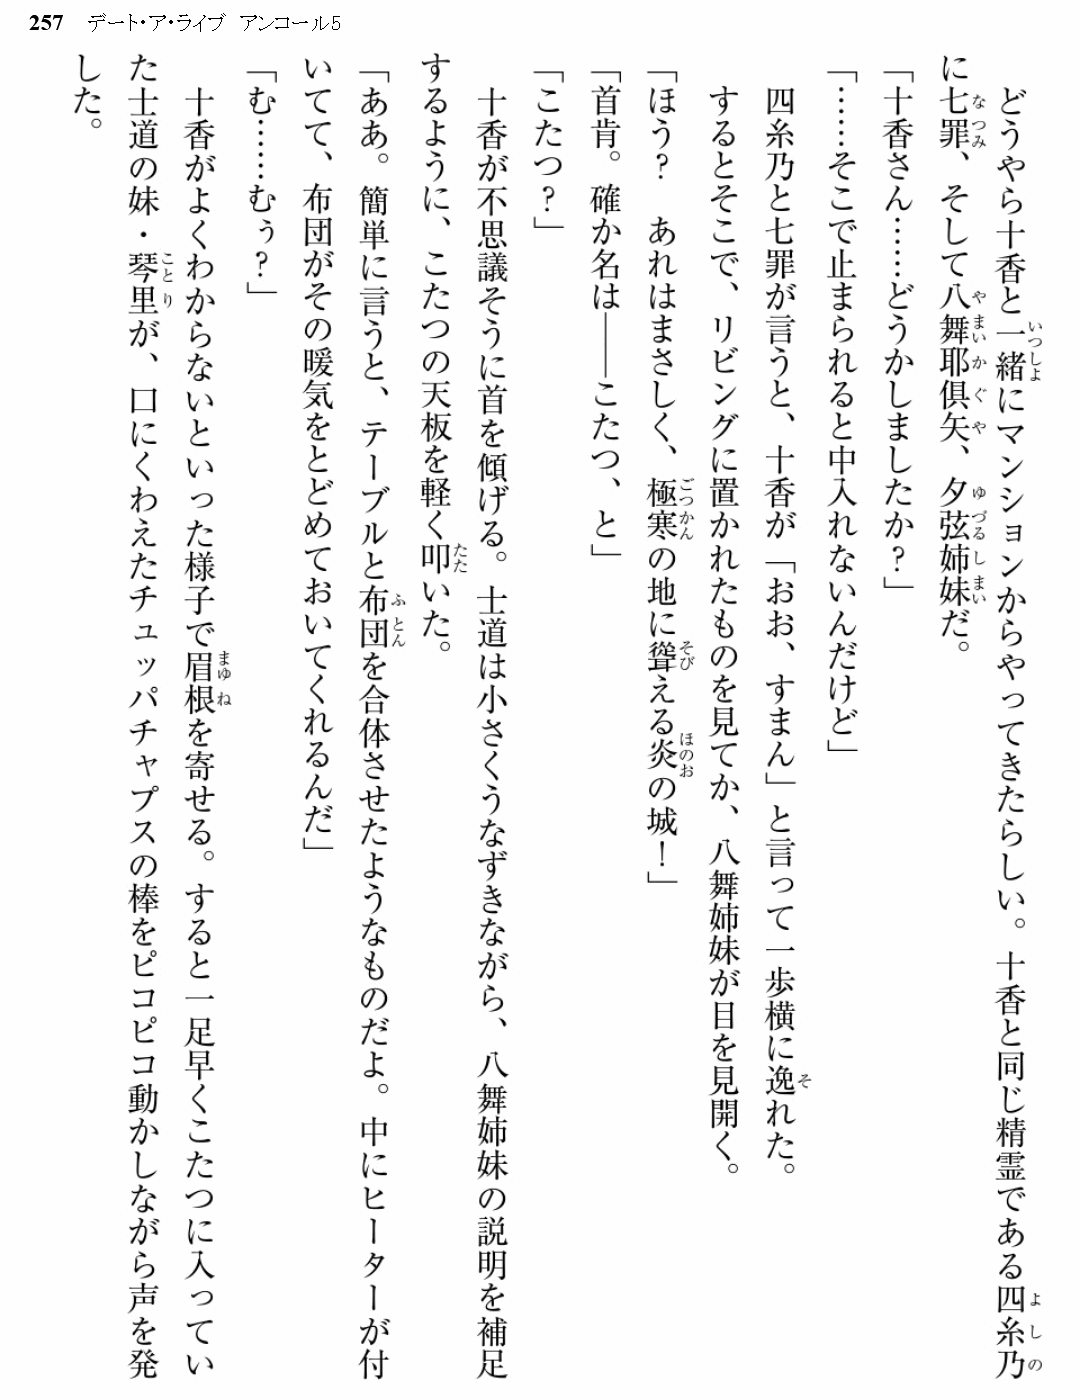 257 デート・ア・ライブ アンコール5
どうやら十香と一緒にマンションからやってきたらしい。十香と同じ精霊である四糸乃
に七罪、そして八舞耶倶矢、夕弦姉妹だ。
「十香さん……どうかしましたか？」
「……そこで止まられると中入れないんだけど」
四糸乃と七罪が言うと、十香が「おお、すまん」と言って一歩横に逸れた。
するとそこで、リビングに置かれたものを見てか、八舞姉妹が目を見開く。
「ほう？　あれはまさしく、極寒の地に聳える炎の城！」
「首肯。確か名は――こたつ、と」
「こたつ？」
十香が不思議そうに首を傾げる。士道は小さくうなずきながら、八舞姉妹の説明を補足
するように、こたつの天板を軽く叩いた。
「ああ。簡単に言うと、テーブルと布団を合体させたようなものだよ。中にヒーターが付
いてて、布団がその暖気をとどめておいてくれるんだ」
「む……むぅ？」
十香がよくわからないといった様子で眉根を寄せる。すると一足早くこたつに入ってい
た士道の妹・琴里が、口にくわえたチュッパチャプスの棒をピコピコ動かしながら声を発
した。